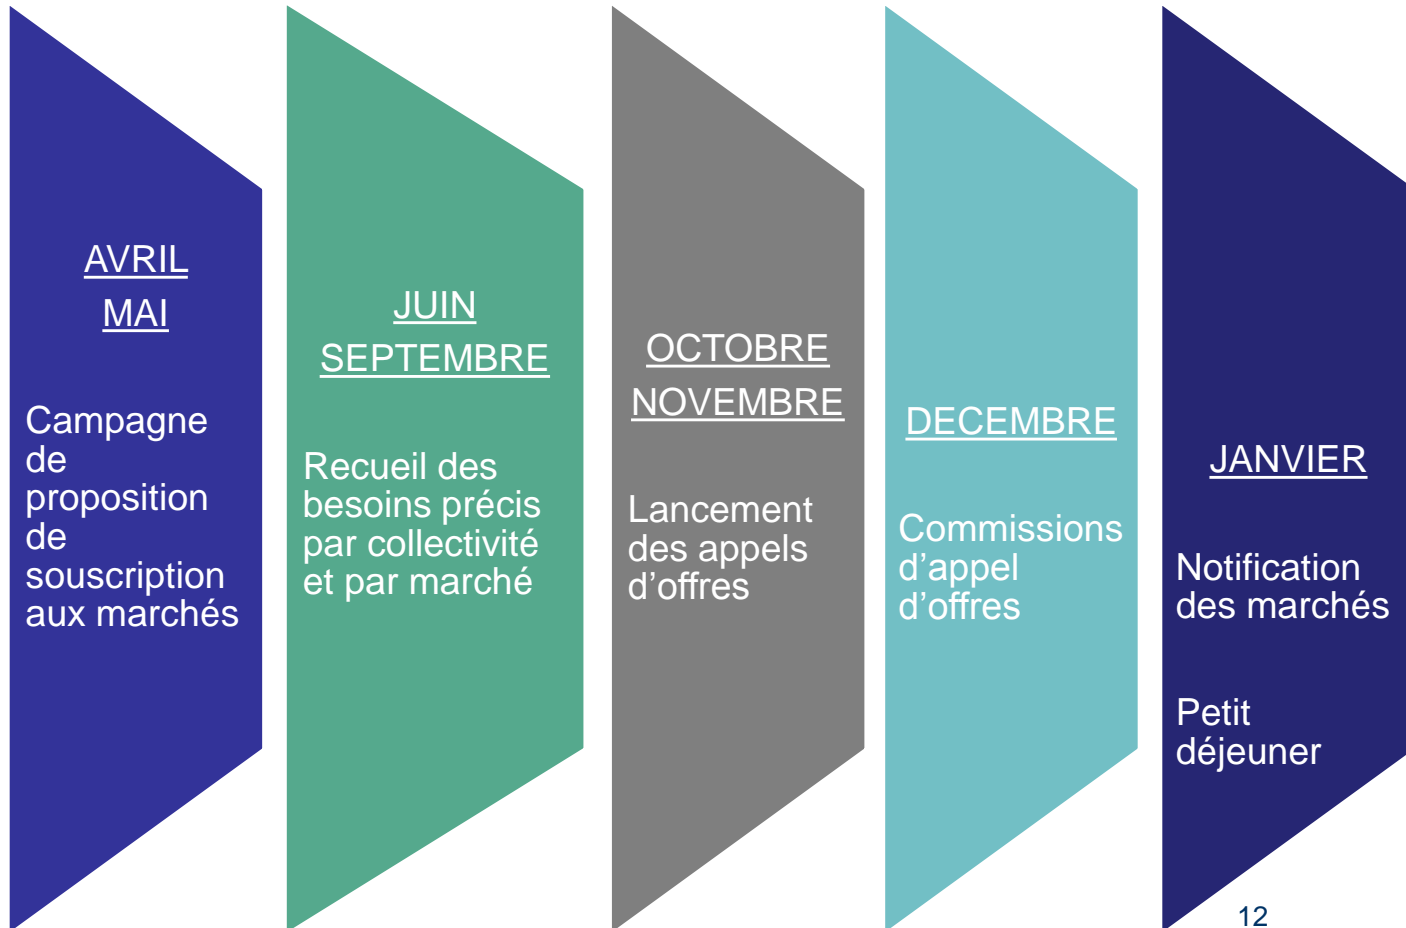 AVRIL
MAI
Campagne
de
proposition
de
souscription
aux marchés
JUIN
SEPTEMBRE
Recueil des
besoins précis
par collectivité
et par marché
OCTOBRE
NOVEMBRE
Lancement
des appels
d’offres
DECEMBRE
Commissions
d’appel
d’offres
JANVIER
Notification
des marchés
Petit
déjeuner
12